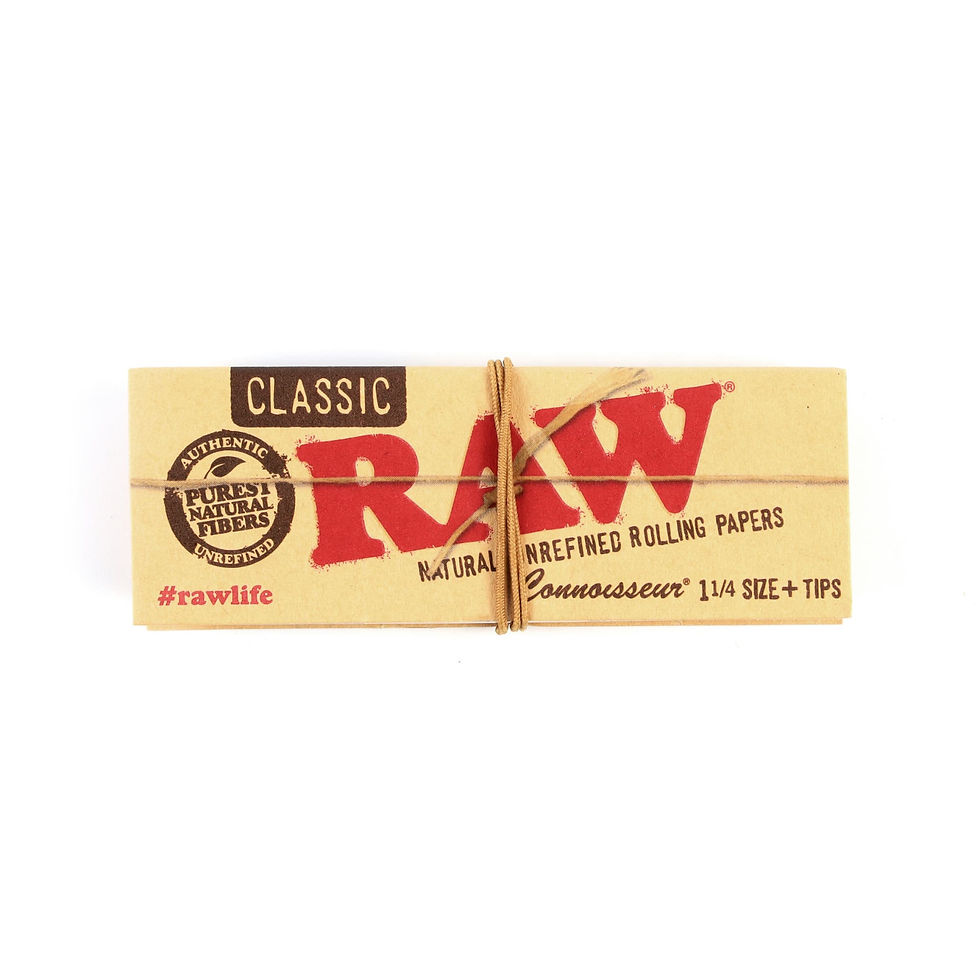 CLASSIC
AUTHENTIC
PUREST
NATURAL
FIBERS
UNREFINED
RAW®
NATURAL UNREFINED ROLLING PAPERS
Connoisseur® 1 1/4 SIZE + TIPS
#rawlife